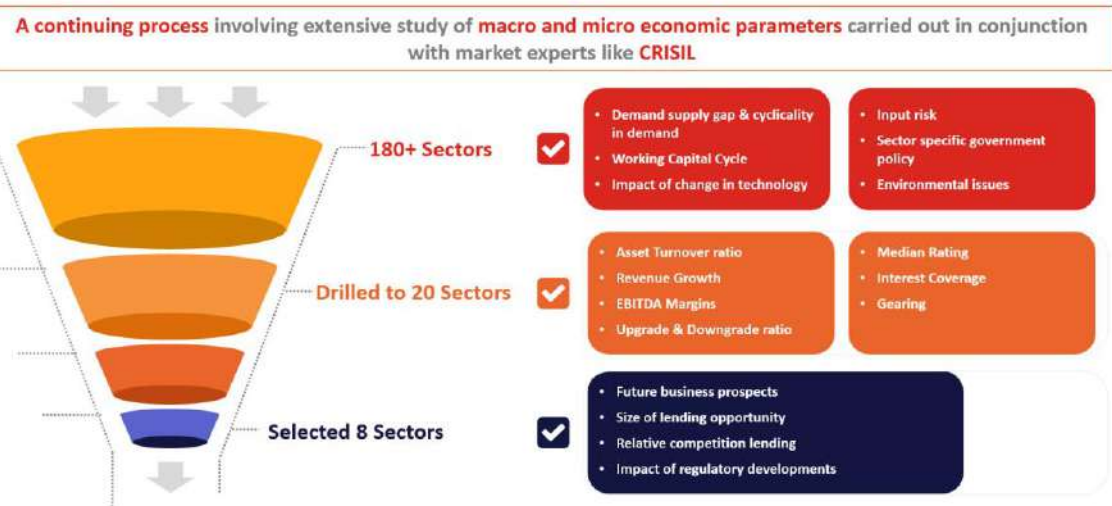 A continuing process involving extensive study of macro and micro economic parameters carried out in conjunction
with market experts like CRISIL
180+ Sectors
• Demand supply gap & cyclicality
in demand
• Working Capital Cycle
• Impact of change in technology
• Input risk
• Sector specific government
policy
• Environmental issues
Drilled to 20 Sectors
• Asset Turnover ratio
• Revenue Growth
• EBITDA Margins
• Upgrade & Downgrade ratio
• Median Rating
• Interest Coverage
• Gearing
Selected 8 Sectors
• Future business prospects
• Size of lending opportunity
• Relative competition lending
• Impact of regulatory developments